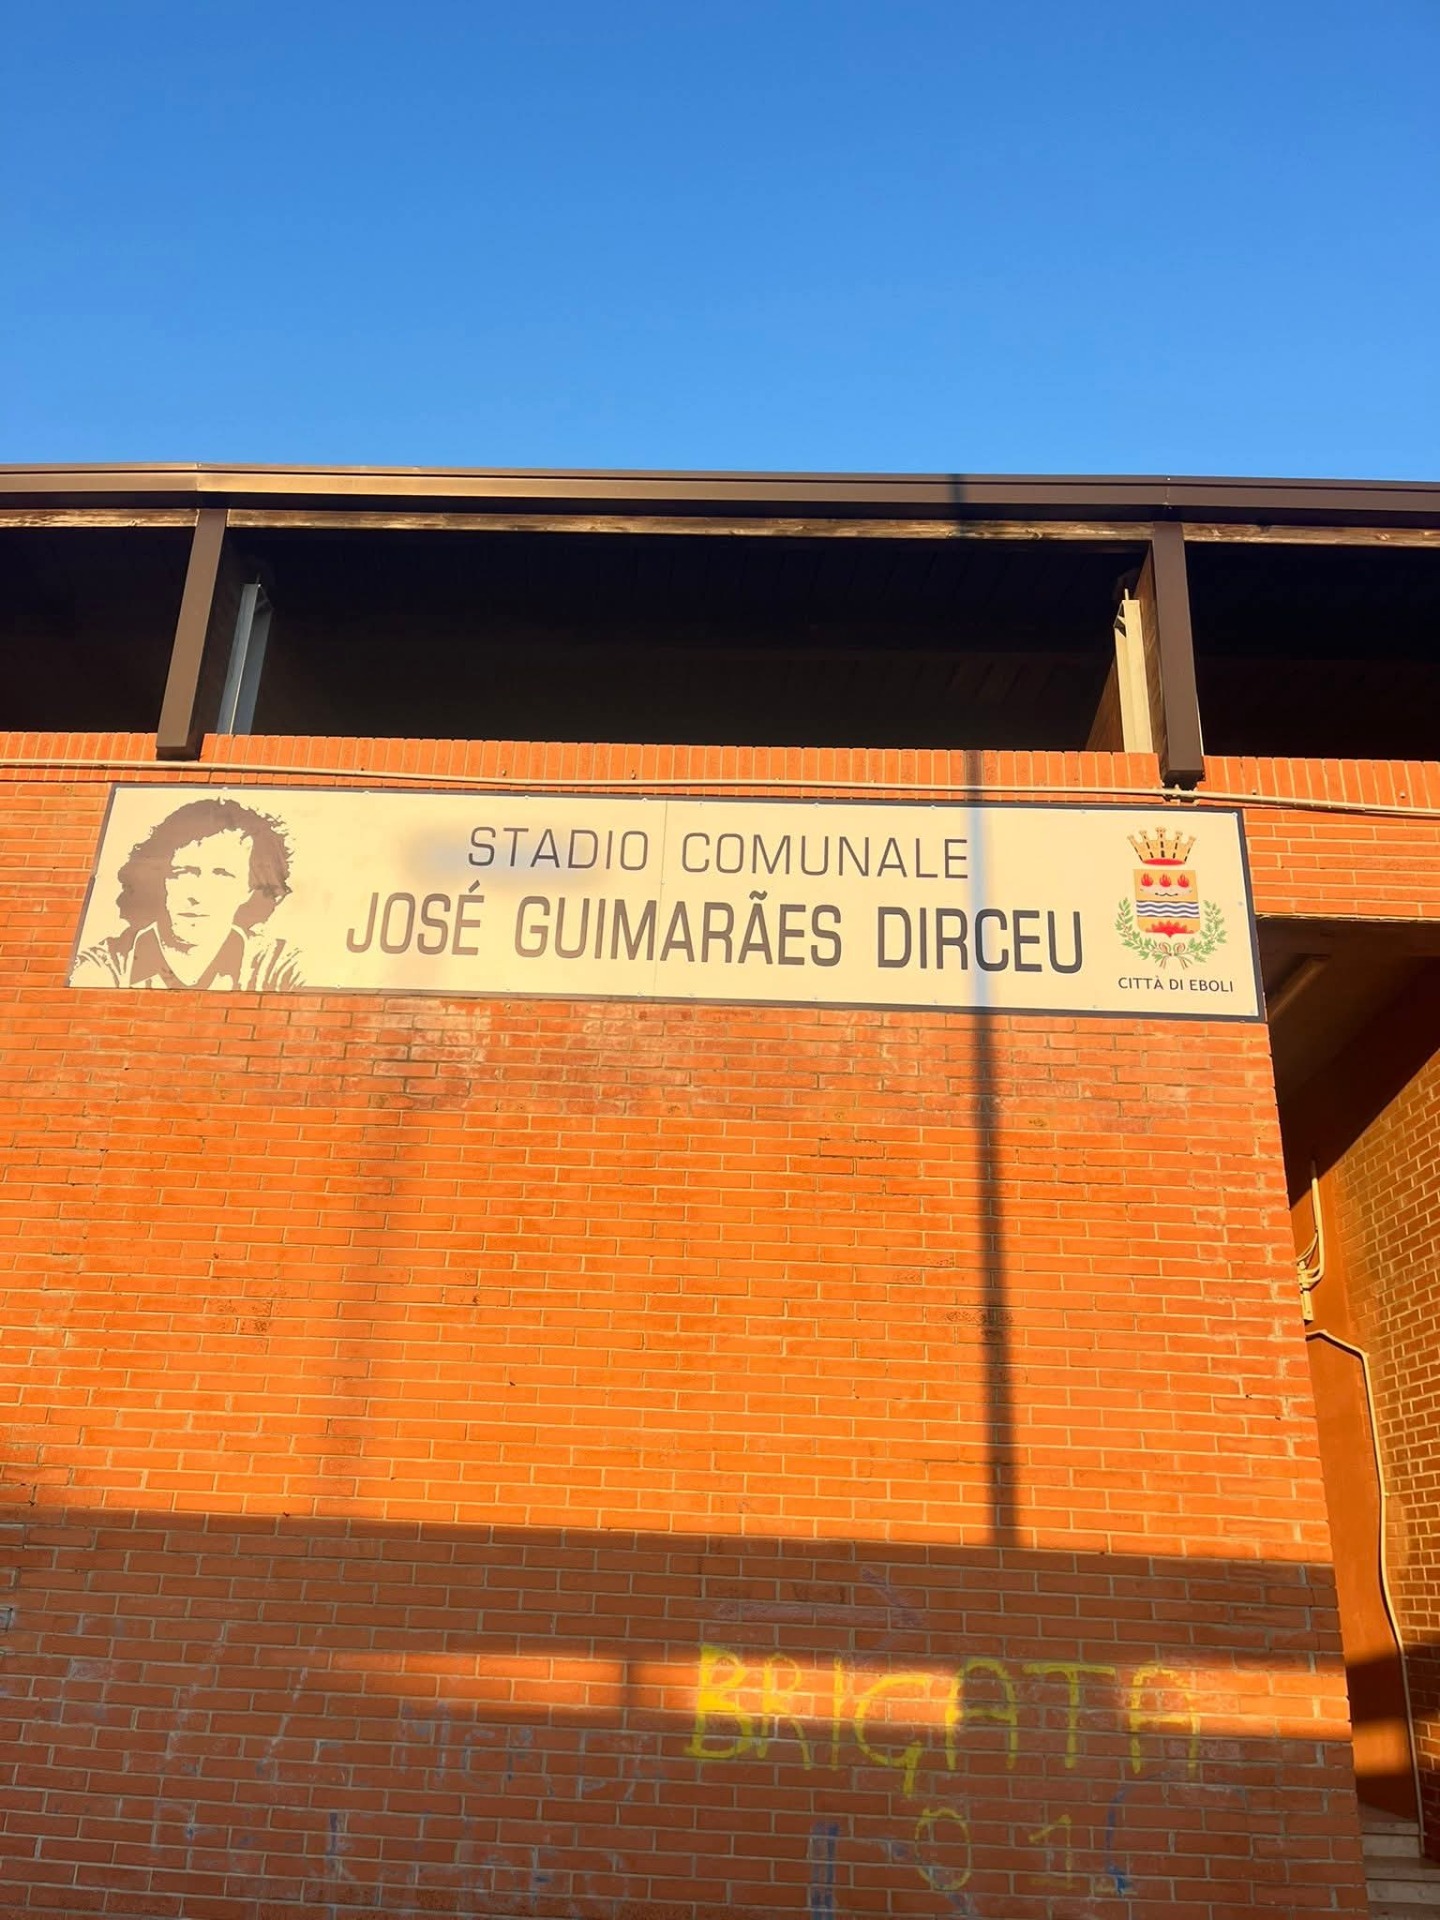 STADIO COMUNALE
JOSÉ GUIMARÃES DIRCEU
CITTÀ DI EBOLI
BRIGATA